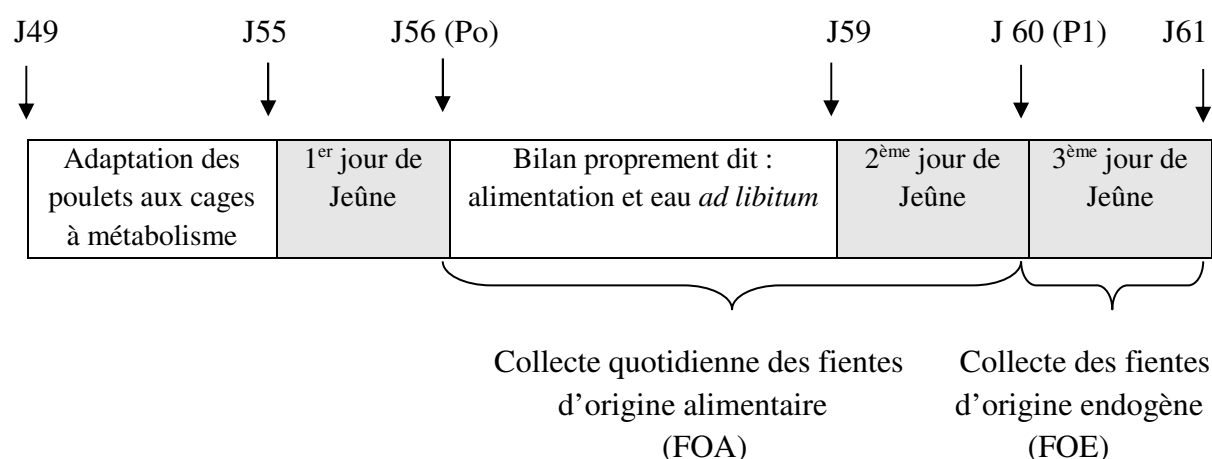 J49 J55 J56 (Po) J59 J 60 (P1) J61
Adaptation des
poulets aux cages
à métabolisme
1er jour de
Jeûne
Bilan proprement dit :
alimentation et eau ad libitum
2ème jour de
Jeûne
3ème jour de
Jeûne
Collecte quotidienne des fientes
d’origine alimentaire
(FOA)
Collecte des fientes
d’origine endogène
(FOE)